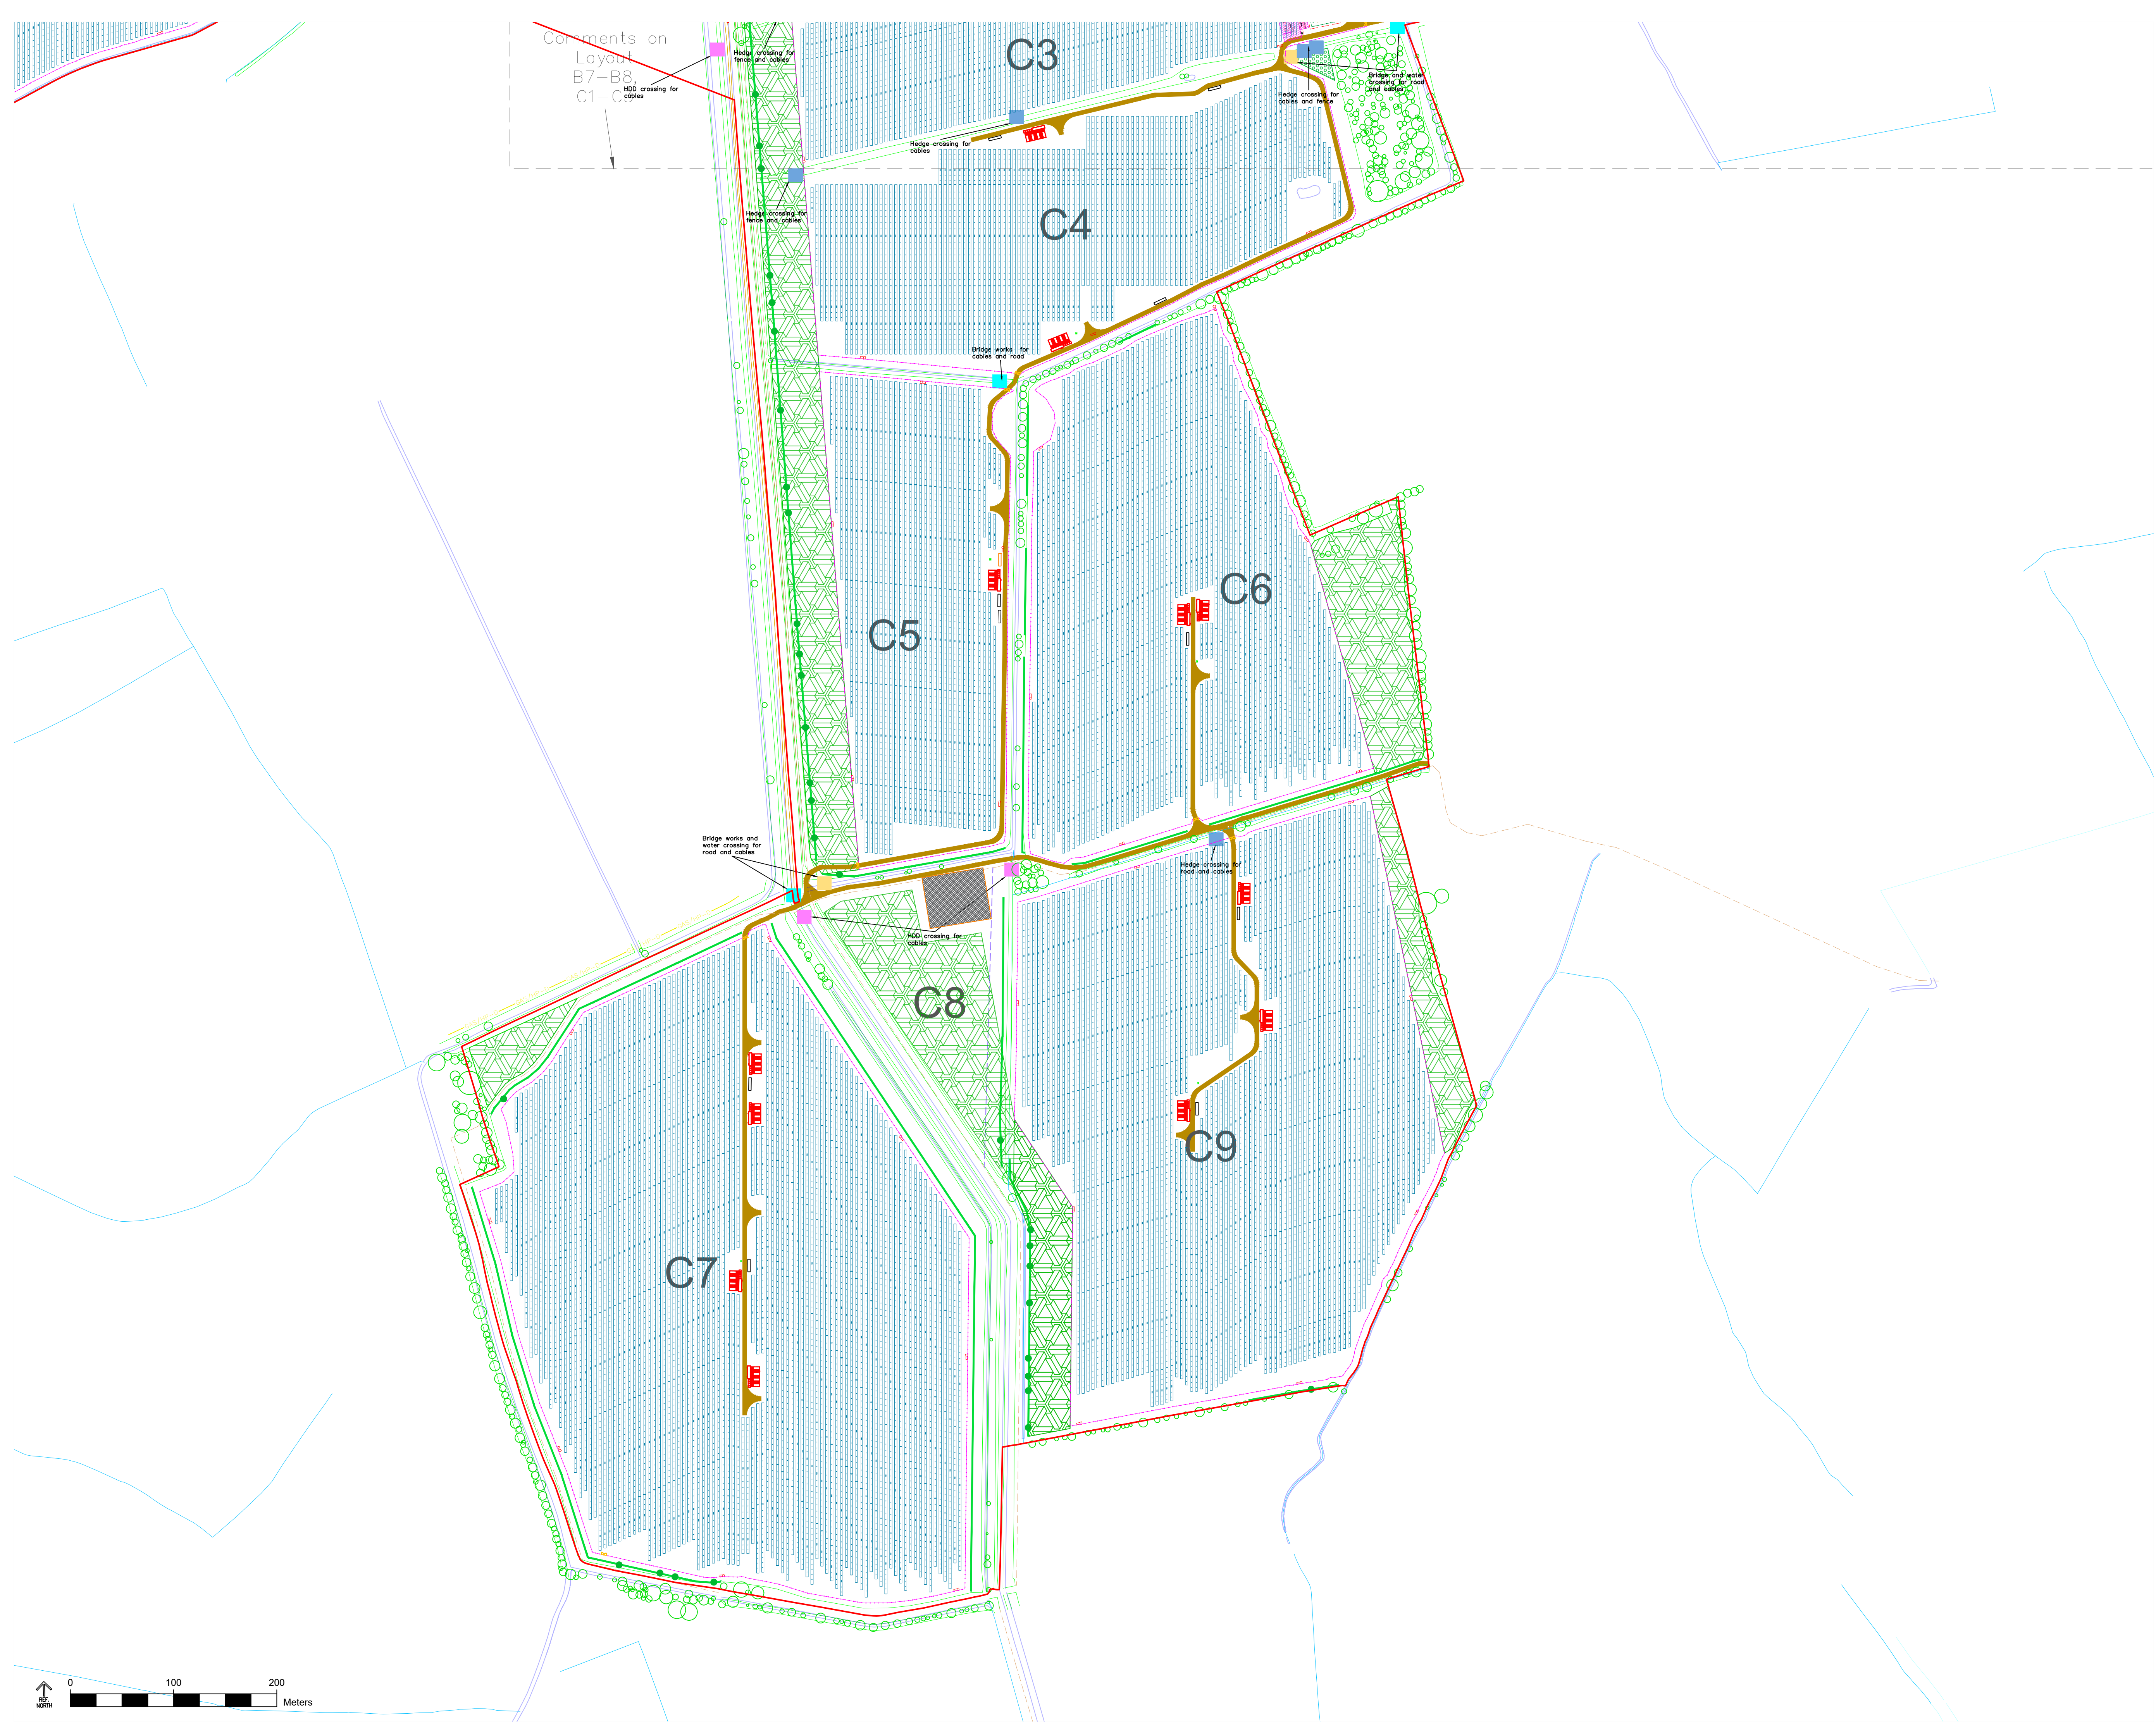 Comments on
Layout
B7-B8,
C1-C3
Hedge crossing for
fence and cables
HDD crossing for
cables
C3
Bridge and water
crossing for road
and cables
Hedge crossing for
cables and fence
Hedge crossing for
cables
Hedge crossing for
fence and cables
C4
Bridge works for
cables and road
C6
C5
Bridge works and
water crossing for
road and cables
Hedge crossing for
road and cables
HDD crossing for
cables
C8
C9
C7
REF.
NORTH
0 100 200
Meters